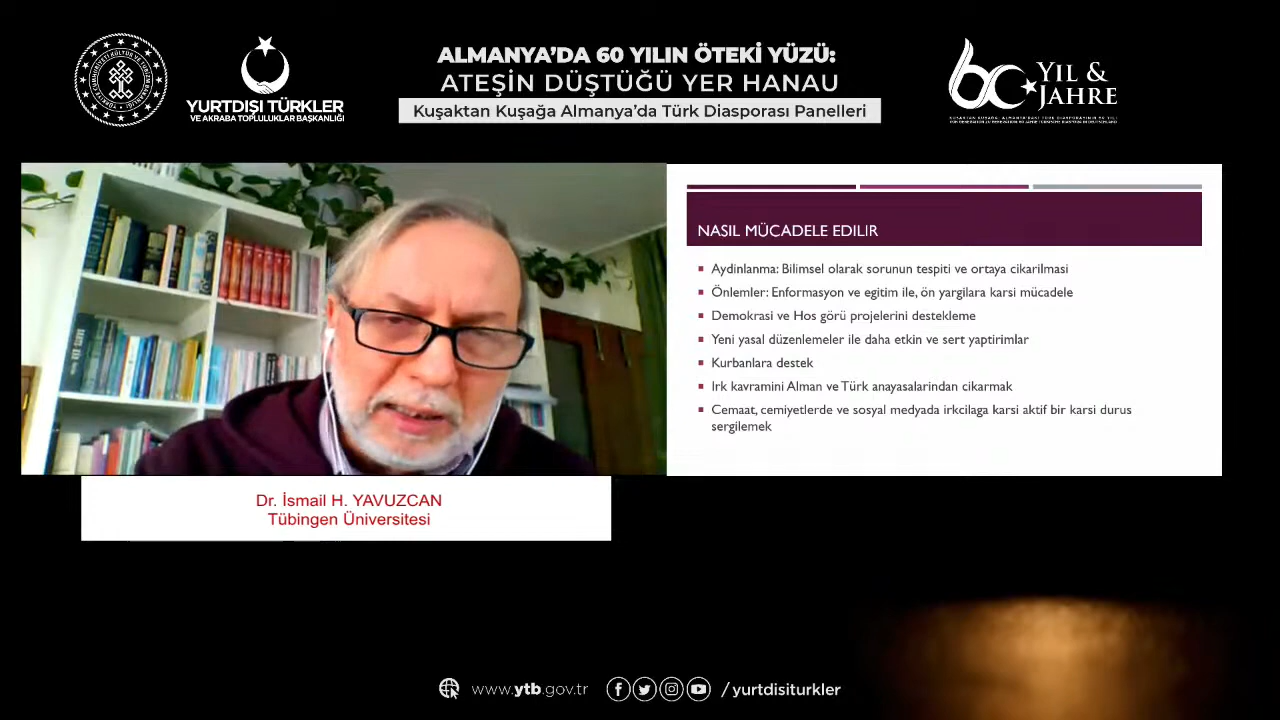 YURTDIŞI TÜRKLER
VE AKRABA TOPLULUKLAR BAŞKANLIĞI
ALMANYA'DA 60 YILIN ÖTEKİ YÜZÜ:
ATEŞİN DÜŞTÜĞÜ YER HANAU
Kuşaktan Kuşağa Almanya'da Türk Diasporası Panelleri
60 YIL &
JAHRE
NASIL MÜCADELE EDILIR
Aydinlanma: Bilimsel olarak sorunun tespiti ve ortaya cikarilmasi
Önlemler: Enformasyon ve egitim ile, ön yargilara karsi mücadele
Demokrasi ve Hos görü projelerini destekleme
Yeni yasal düzenlemeler ile daha etkin ve sert yaptirimlar
Kurbanlara destek
Irk kavramini Alman ve Türk anayasalarindan cikarmak
Cemaat, cemiyetlerde ve sosyal medyada irkcilaga karsi aktif bir karsi durus
sergilemek
Dr. İsmail H. YAVUZCAN
Tübingen Üniversitesi
www.ytb.gov.tr
/yurtdisiturkler